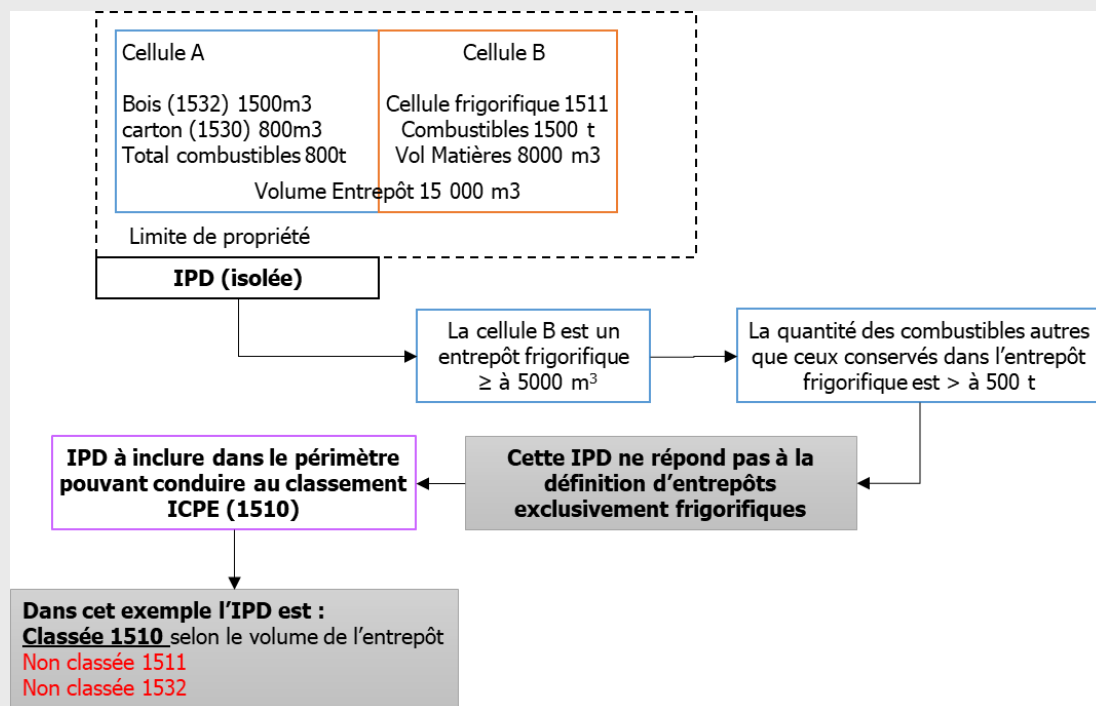 Cellule A
Bois (1532) 1500m3
carton (1530) 800m3
Total combustibles 800t
Cellule B
Cellule frigorifique 1511
Combustibles 1500 t
Vol Matières 8000 m3
Volume Entrepôt 15 000 m3
Limite de propriété
IPD (isolée)
La cellule B est un
entrepôt frigorifique
≥ à 5000 m³
La quantité des combustibles autres
que ceux conservés dans l'entrepôt
frigorifique est > à 500 t
IPD à inclure dans le périmètre
pouvant conduire au classement
ICPE (1510)
Cette IPD ne répond pas à la
définition d'entrepôts
exclusivement frigorifiques
Dans cet exemple l'IPD est :
Classée 1510 selon le volume de l'entrepôt
Non classée 1511
Non classée 1532